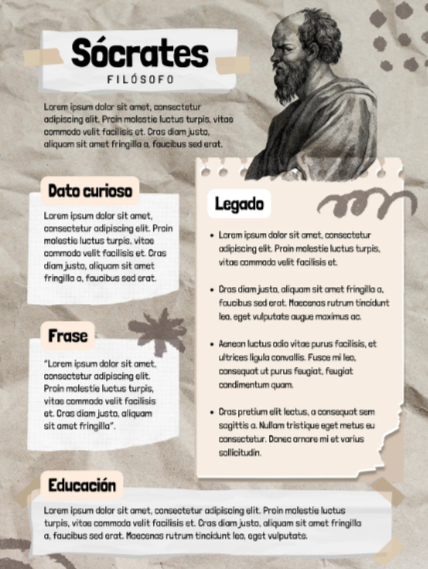 Sócrates
FILÓSOFO
Lorem ipsum dolor sit amet, consectetur
adipiscing elit. Proin molestie luctus turpis, vitae
commodo velit facilisis et. Cras diam justo,
aliquam sit amet fringilla a, faucibus sed erat.
Dato curioso
Lorem ipsum dolor sit amet,
consectetur adipiscing elit. Proin
molestie luctus turpis, vitae
commodo velit facilisis et. Cras
diam justo, aliquam sit amet
fringilla a, faucibus sed erat.
Frase
"Lorem ipsum dolor sit amet,
consectetur adipiscing elit.
Proin molestie luctus turpis,
vitae commodo velit facilisis
et. Cras diam justo, aliquam
sit amet fringilla".
Legado
• Lorem ipsum dolor sit amet, consectetur
adipiscing elit. Proin molestie luctus turpis,
vitae commodo velit facilisis et.
• Cras diam justo, aliquam sit amet fringilla a,
faucibus sed erat. Maecenas rutrum tincidunt
leo, eget vulputate augue maximus ac.
• Aenean luctus odio vitae purus facilisis, et
ultrices ligula convallis. Fusce mi leo,
consequat ut purus feugiat, feugiat
condimentum quam.
• Cras pretium elit lectus, a consequat sem
sagittis a. Nullam tristique eget metus eu
consectetur. Donec ornare mi et varius
sollicitudin.
Educación
Lorem ipsum dolor sit amet, consectetur adipiscing elit. Proin molestie luctus
turpis, vitae commodo velit facilisis et. Cras diam justo, aliquam sit amet fringilla
a, faucibus sed erat. Maecenas rutrum tincidunt leo, eget vulputate.